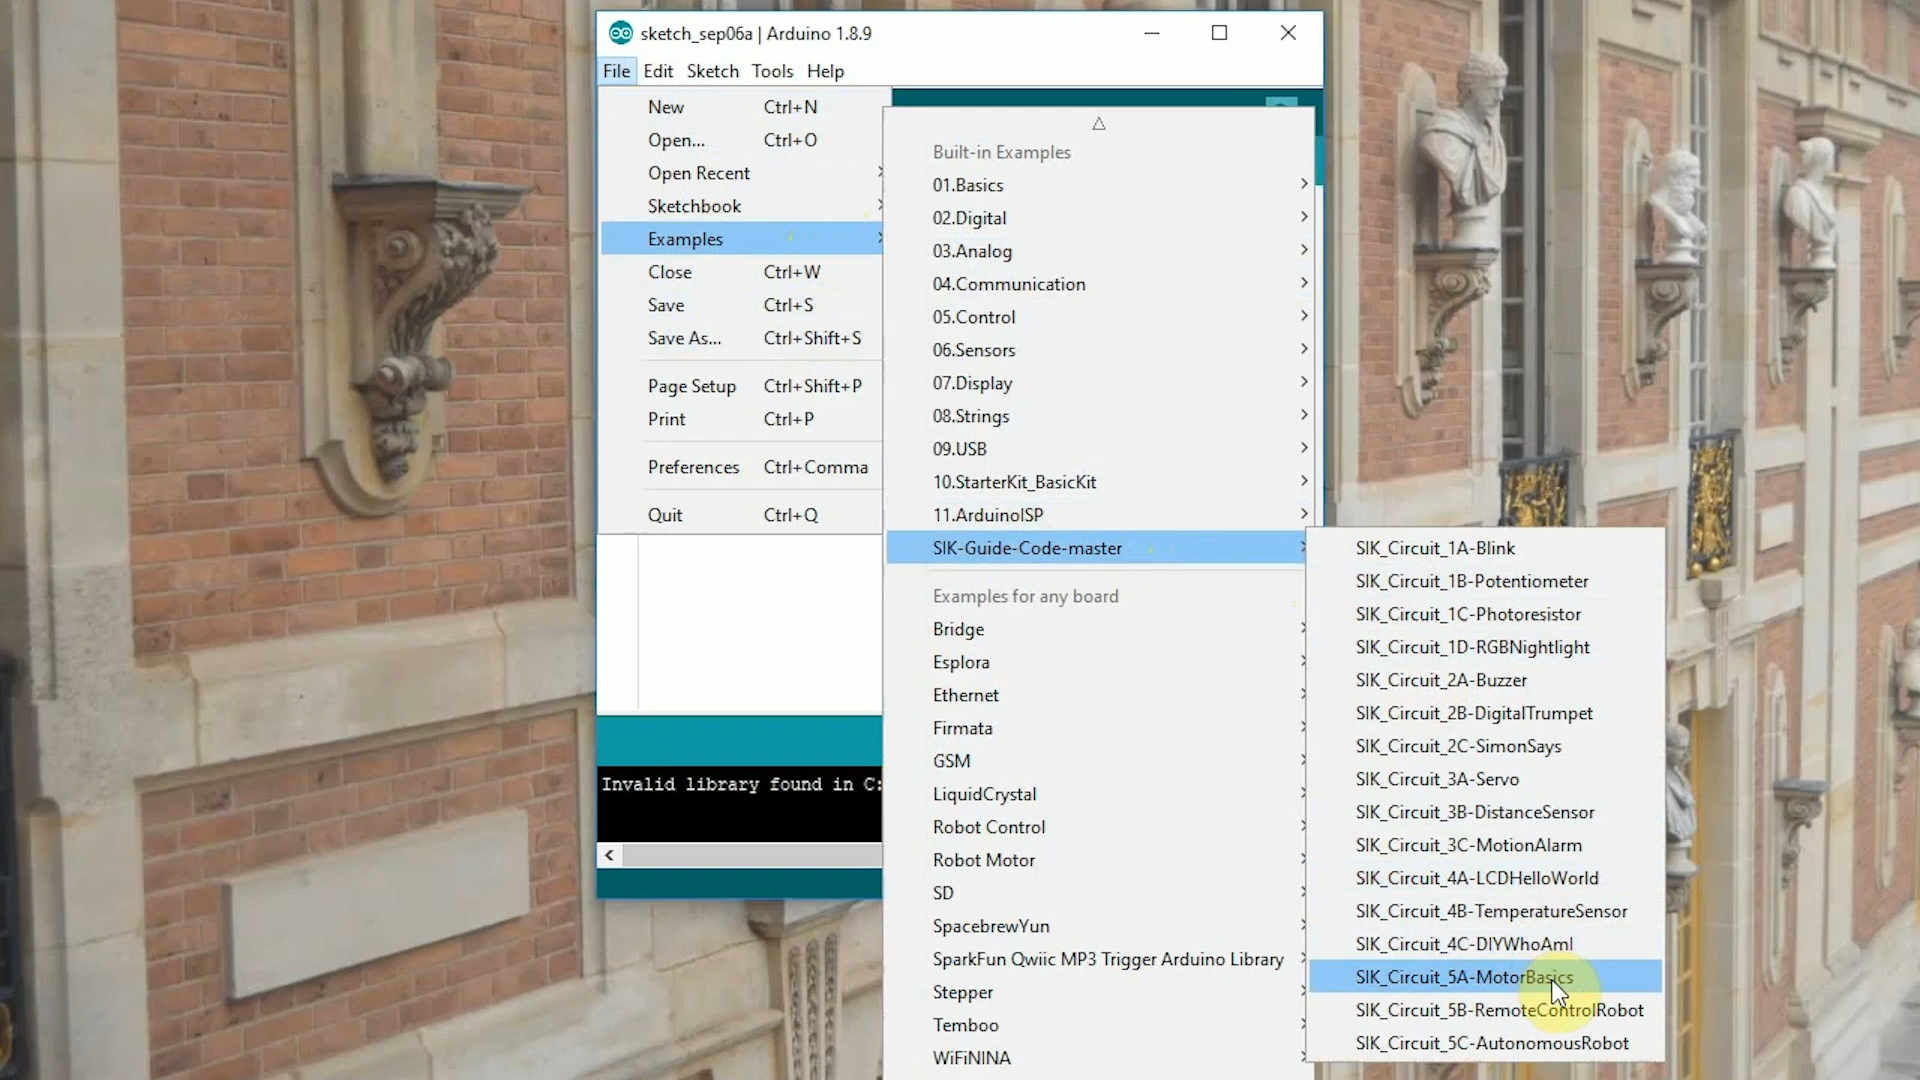 sketch_sep06a | Arduino 1.8.9
File Edit Sketch Tools Help
New Ctrl+N
Open... Ctrl+O
Open Recent
Sketchbook
Examples
Close Ctrl+W
Save Ctrl+S
Save As... Ctrl+Shift+S
Page Setup Ctrl+Shift+P
Print Ctrl+P
Preferences Ctrl+Comma
Quit Ctrl+Q
Invalid library found in C:
Built-in Examples
01.Basics
02.Digital
03.Analog
04.Communication
05.Control
06.Sensors
07.Display
08.Strings
09.USB
10.StarterKit_BasicKit
11.ArduinoISP
SIK-Guide-Code-master
Examples for any board
Bridge
Esplora
Ethernet
Firmata
GSM
LiquidCrystal
Robot Control
Robot Motor
SD
SpacebrewYun
SparkFun Qwiic MP3 Trigger Arduino Library
Stepper
Temboo
WiFiNINA
SIK_Circuit_1A-Blink
SIK_Circuit_1B-Potentiometer
SIK_Circuit_1C-Photoresistor
SIK_Circuit_1D-RGBNightlight
SIK_Circuit_2A-Buzzer
SIK_Circuit_2B-DigitalTrumpet
SIK_Circuit_2C-SimonSays
SIK_Circuit_3A-Servo
SIK_Circuit_3B-DistanceSensor
SIK_Circuit_3C-MotionAlarm
SIK_Circuit_4A-LCDHelloWorld
SIK_Circuit_4B-TemperatureSensor
SIK_Circuit_4C-DIYWhoAmI
SIK_Circuit_5A-MotorBasics
SIK_Circuit_5B-RemoteControlRobot
SIK_Circuit_5C-AutonomousRobot